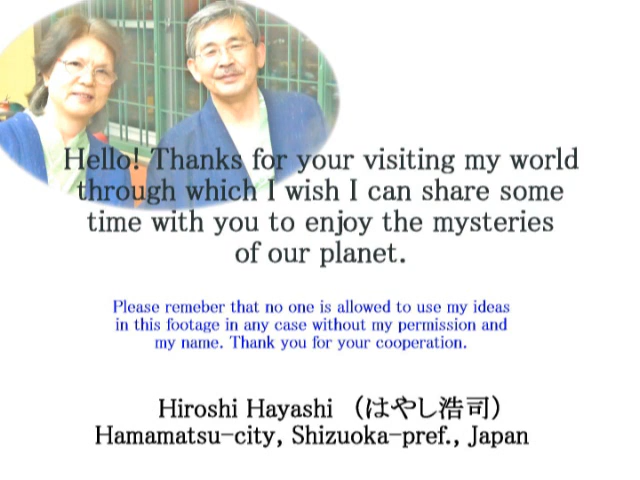 Hello! Thanks for your visiting my world
through which I wish I can share some
time with you to enjoy the mysteries
of our planet.
Please remeber that no one is allowed to use my ideas
in this footage in any case without my permission and
my name. Thank you for your cooperation.
Hiroshi Hayashi （はやし浩司）
Hamamatsu-city, Shizuoka-pref., Japan